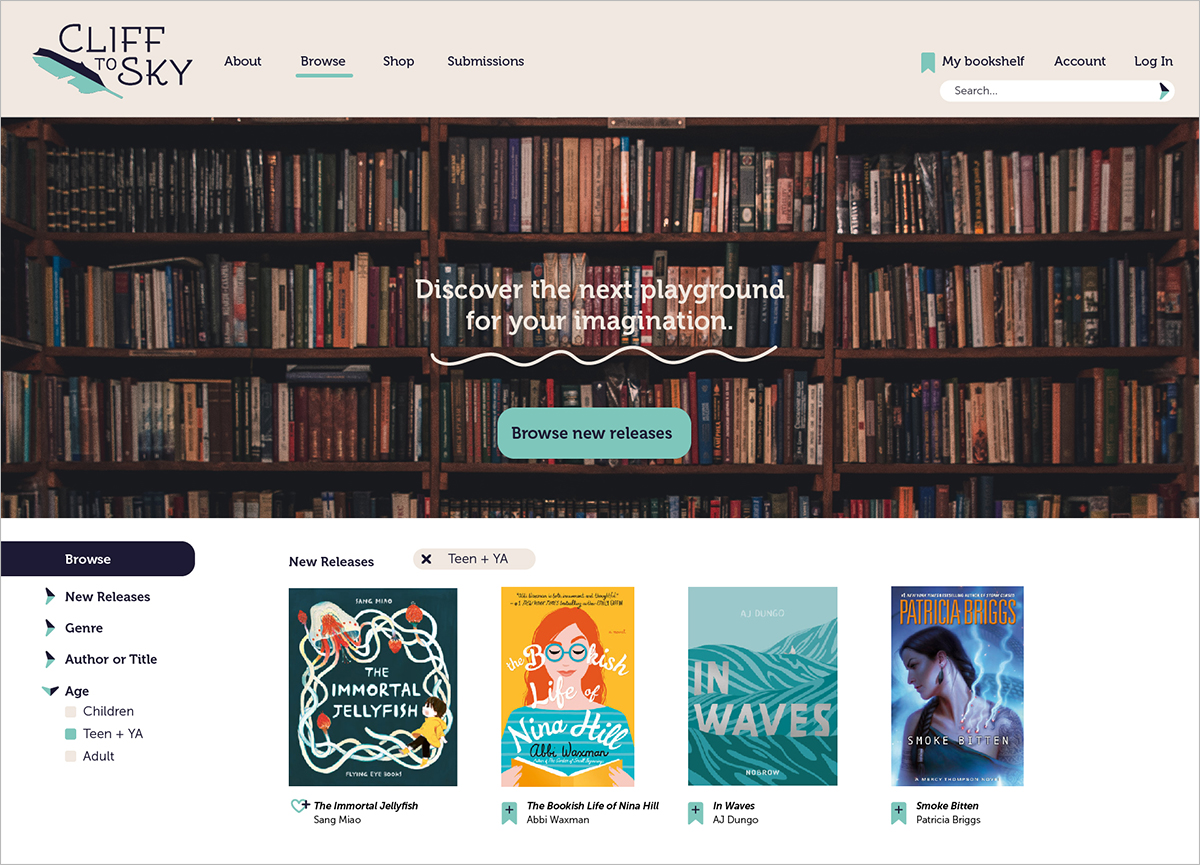 CLIFF
TO SKY
About
Browse
Shop
Submissions
My bookshelf
Account
Log In
Search...
Discover the next playground
for your imagination.
Browse new releases
Browse
New Releases
Genre
Author or Title
Age
Children
Teen + YA
Adult
New Releases
Teen + YA
SANG MIAO
THE
IMMORTAL
JELLYFISH
FLYING EYE BOOKS
a novel
the Bookish
Life of
Nina Hill
Abbi Waxman
AJ DUNGO
IN
WAVES
NOBROW
PATRICIA BRIGGS
SMOKE BITTEN
A MERCY THOMPSON NOVEL
The Immortal Jellyfish
Sang Miao
The Bookish Life of Nina Hill
Abbi Waxman
In Waves
AJ Dungo
Smoke Bitten
Patricia Briggs